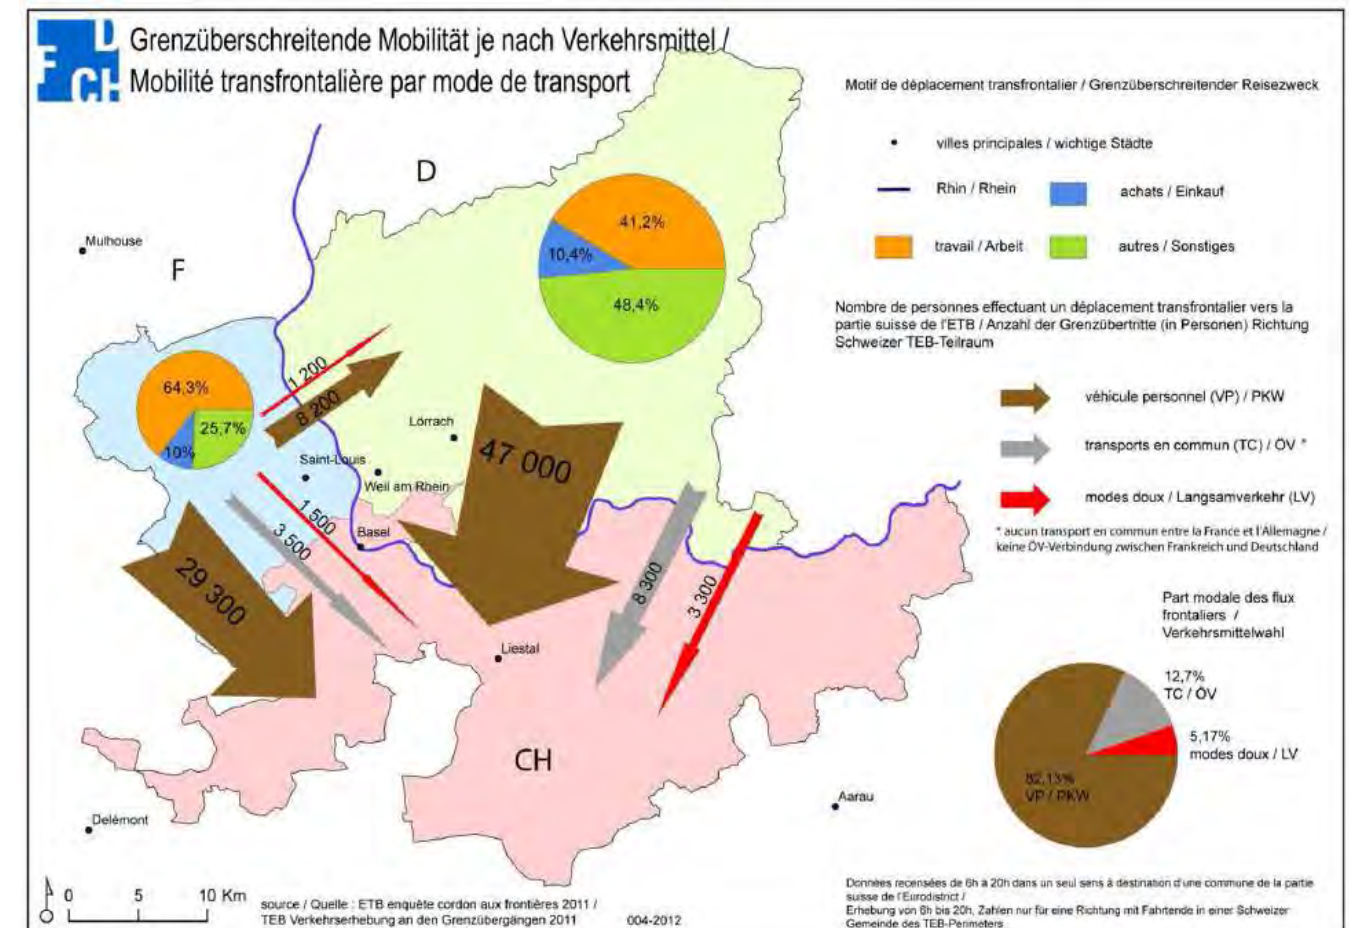 F
D
CH
Grenzüberschreitende Mobilität je nach Verkehrsmittel /
Mobilité transfrontalière par mode de transport
Motif de déplacement transfrontalier / Grenzüberschreitender Reisezweck
villes principales / wichtige Städte
Rhin / Rhein
achats / Einkauf
travail / Arbeit
autres / Sonstiges
Nombre de personnes effectuant un déplacement transfrontalier vers la
partie suisse de l'ETB / Anzahl der Grenzübertritte (in Personen) Richtung
Schweizer TEB-Teilraum
véhicule personnel (VP) / PKW
transports en commun (TC) / ÖV *
modes doux / Langsamverkehr (LV)
* aucun transport en commun entre la France et l'Allemagne /
keine ÖV-Verbindung zwischen Frankreich und Deutschland
Part modale des flux
frontaliers /
Verkehrsmittelwahl
12,7%
TC / ÖV
5,17%
modes doux / LV
82,13%
VP / PKW
D
F
CH
Mulhouse
41,2%
10,4%
48,4%
64,3%
25,7%
10%
1 200
8 200
Lörrach
Saint-Louis
Weil am Rhein
Basel
47 000
1 500
3 500
29 300
8 300
3 300
Liestal
Aarau
Delémont
0 5 10 Km
source / Quelle : ETB enquête cordon aux frontières 2011 /
TEB Verkehrserhebung an den Grenzübergängen 2011
004-2012
Données recensées de 6h à 20h dans un seul sens à destination d'une commune de la partie
suisse de l'Eurodistrict /
Erhebung von 6h bis 20h, Zahlen nur für eine Richtung mit Fahrtende in einer Schweizer
Gemeinde des TEB-Perimeters